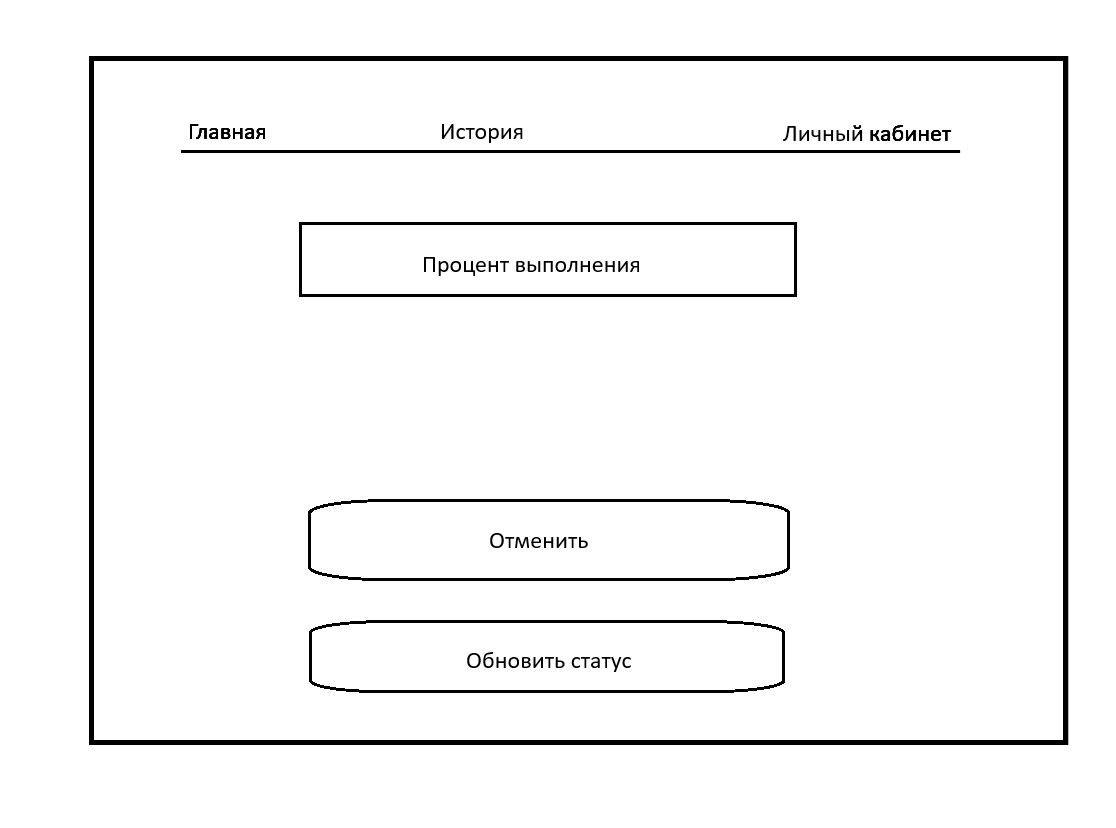 Главная История Личный кабинет
Процент выполнения
Отменить
Обновить статус